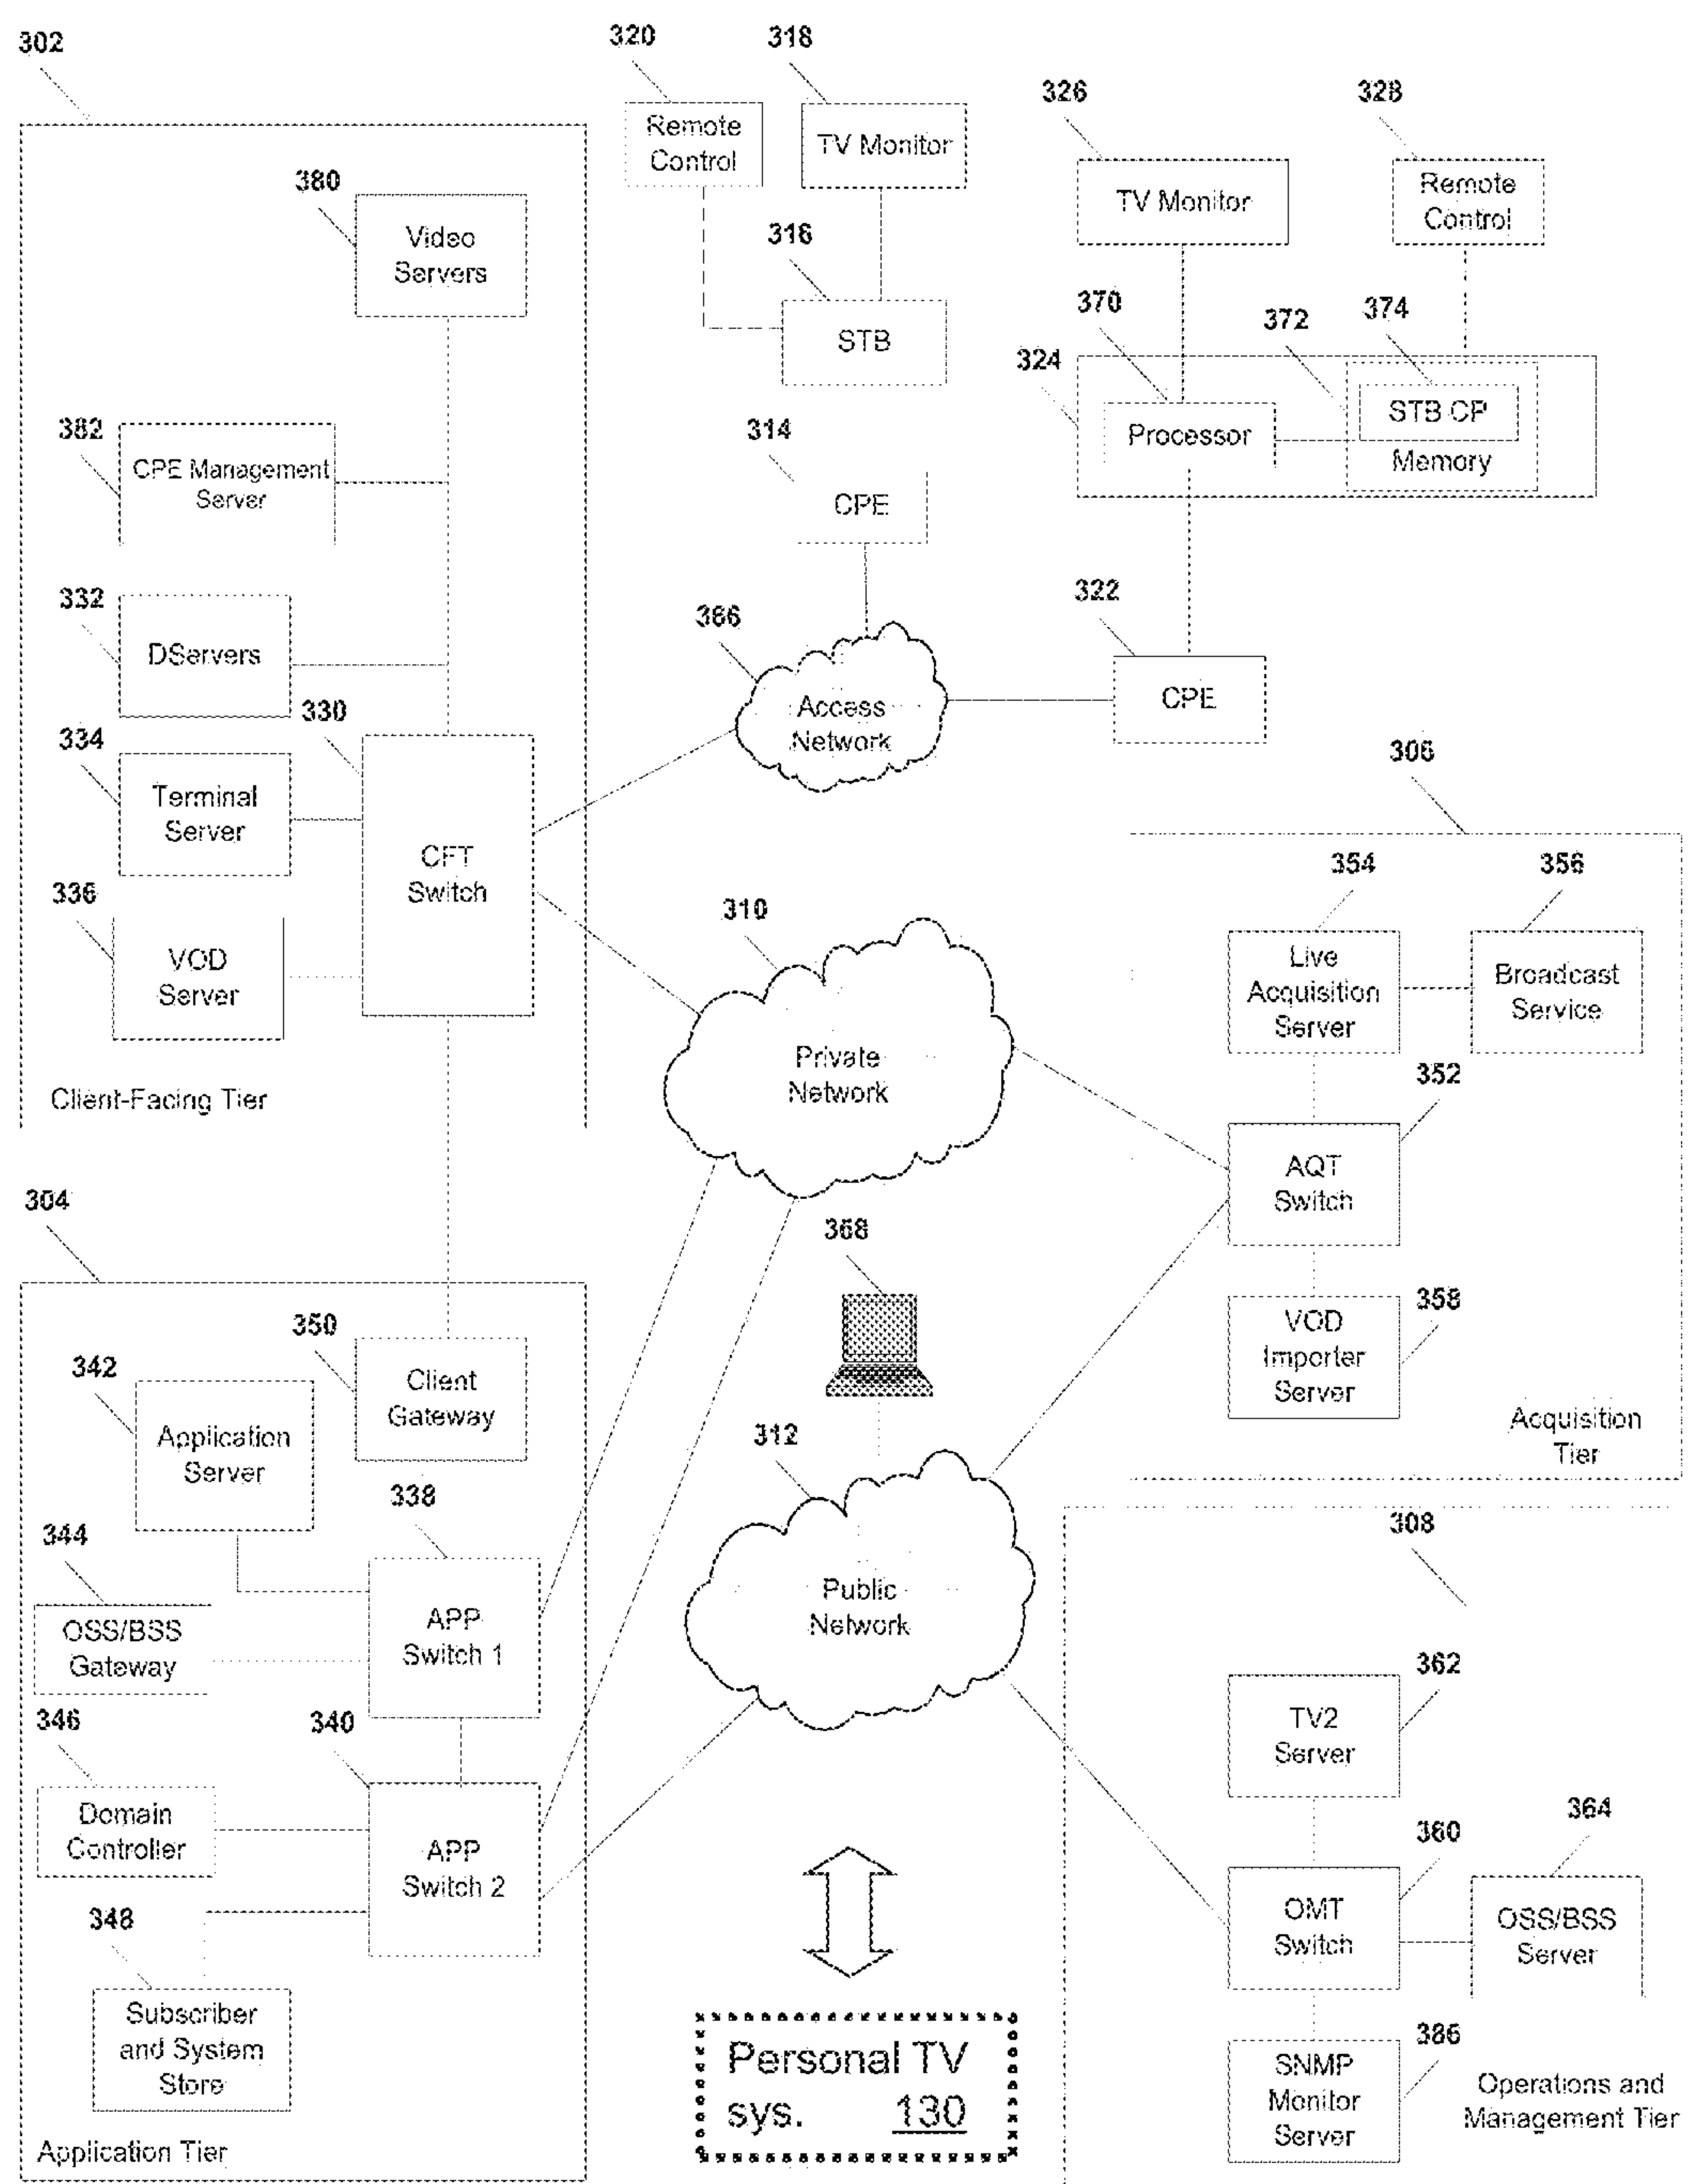 302
320
318
326
328
Remote
Control
TV Monitor
TV Monitor
Remote
Control
380
Video
Servers
316
STB
370
372
374
324
Processor
STB CP
Memory
382
CPE Management
Server
314
CPE
332
DServers
386
Access
Network
322
CPE
330
334
Terminal
Server
CFT
Switch
306
336
VOD
Server
310
Private
Network
354
356
Live
Acquisition
Server
Broadcast
Service
352
Client-Facing Tier
AQT
Switch
304
368
358
VOD
Importer
Server
350
342
Client
Gateway
Application
Server
Acquisition
Tier
312
338
308
344
OSS/BSS
Gateway
APP
Switch 1
Public
Network
362
TV2
Server
346
340
Domain
Controller
APP
Switch 2
360
364
OMT
Switch
OSS/BSS
Server
348
Subscriber
and System
Store
Personal TV
sys. 130
386
SNMP
Monitor
Server
Operations and
Management Tier
Application Tier